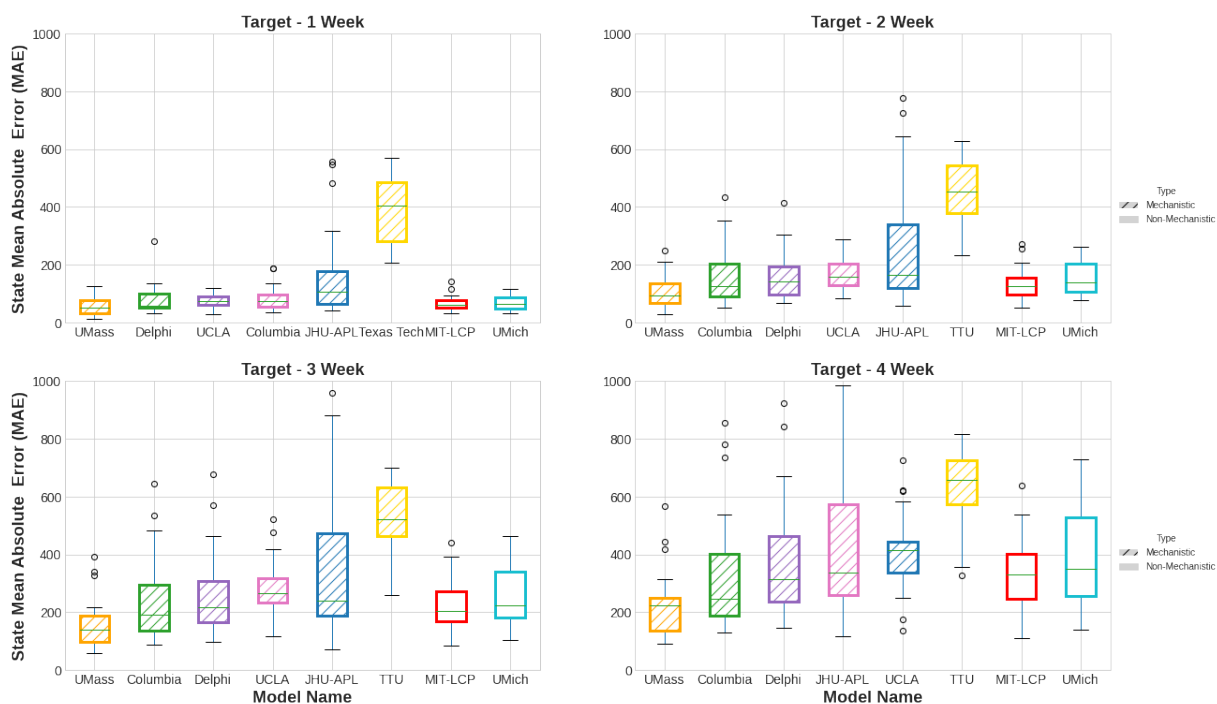 Target - 1 Week
Target - 2 Week
State Mean Absolute  Error (MAE)
1000
800
600
400
200
0
UMass Delphi UCLA Columbia JHU-APL Texas Tech MIT-LCP UMich
1000
800
600
400
200
0
UMass Columbia Delphi UCLA JHU-APL TTU MIT-LCP UMich
Type
Mechanistic
Non-Mechanistic
Target - 3 Week
Target - 4 Week
State Mean Absolute  Error (MAE)
1000
800
600
400
200
0
UMass Columbia Delphi UCLA JHU-APL TTU MIT-LCP UMich
Model Name
1000
800
600
400
200
0
UMass Columbia Delphi JHU-APL UCLA TTU MIT-LCP UMich
Model Name
Type
Mechanistic
Non-Mechanistic